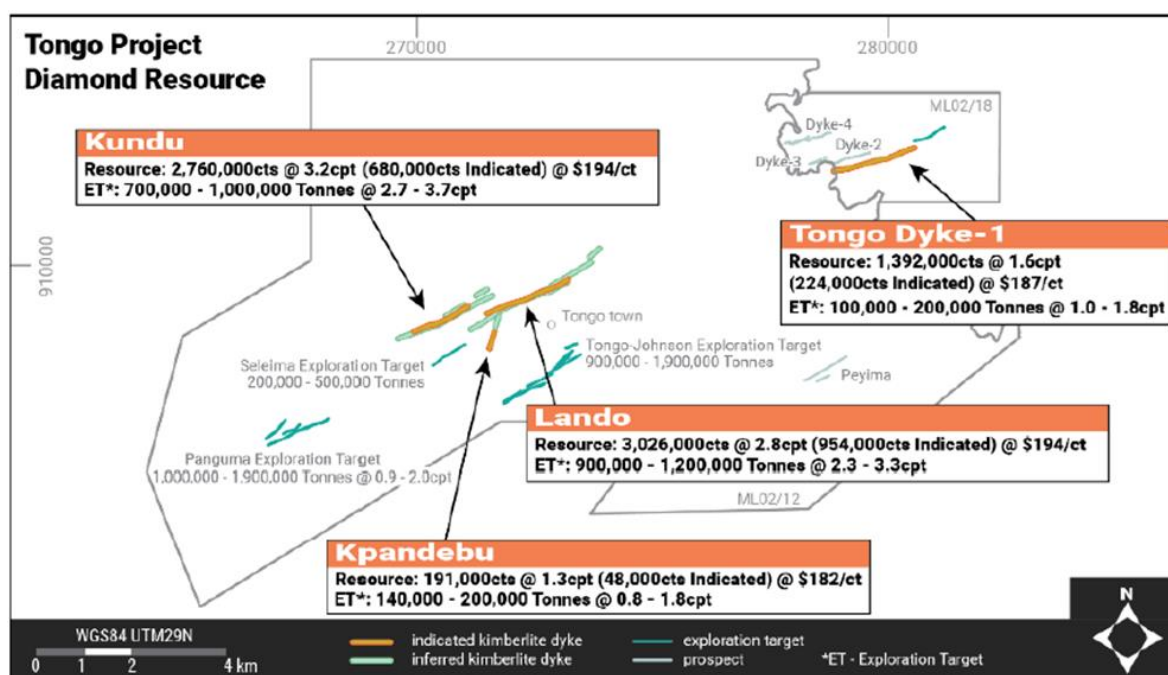 Tongo Project
Diamond Resource
270000
280000
910000
ML02/18
Dyke-4
Dyke-2
Dyke-3
Kundu
Resource: 2,760,000cts @ 3.2cpt (680,000cts Indicated) @ $194/ct
ET*: 700,000 - 1,000,000 Tonnes @ 2.7 - 3.7cpt
Tongo Dyke-1
Resource: 1,392,000cts @ 1.6cpt
(224,000cts Indicated) @ $187/ct
ET*: 100,000 - 200,000 Tonnes @ 1.0 - 1.8cpt
Tongo town
Seleima Exploration Target
200,000 - 500,000 Tonnes
Tongo-Johnson Exploration Target
900,000 - 1,900,000 Tonnes
Peyima
Lando
Resource: 3,026,000cts @ 2.8cpt (954,000cts Indicated) @ $194/ct
ET*: 900,000 - 1,200,000 Tonnes @ 2.3 - 3.3cpt
Panguma Exploration Target
1,000,000 - 1,900,000 Tonnes @ 0.9 - 2.0cpt
ML02/12
Kpandebu
Resource: 191,000cts @ 1.3cpt (48,000cts Indicated) @ $182/ct
ET*: 140,000 - 200,000 Tonnes @ 0.8 - 1.8cpt
WGS84 UTM29N
0 1 2 4 km
indicated kimberlite dyke
inferred kimberlite dyke
exploration target
prospect
*ET - Exploration Target
N